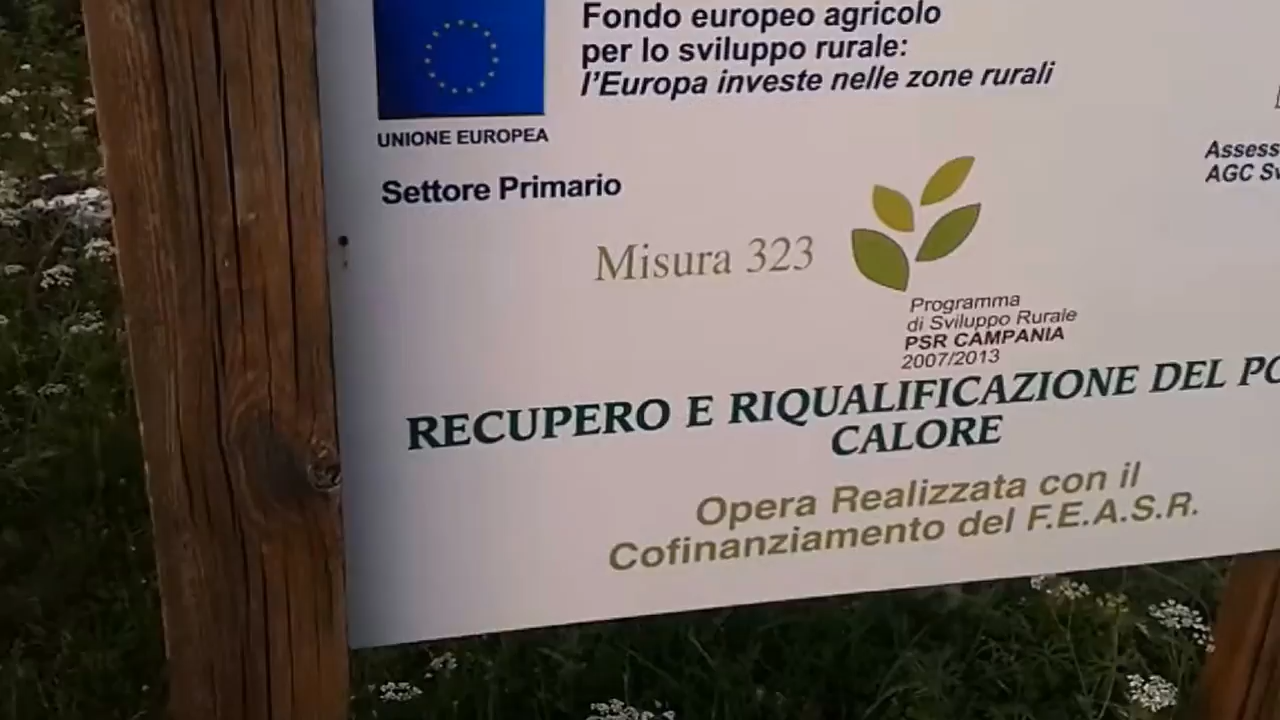 Fondo europeo agricolo
per lo sviluppo rurale:
l'Europa investe nelle zone rurali
UNIONE EUROPEA
Settore Primario
Misura 323
Programma
di Sviluppo Rurale
PSR CAMPANIA
2007/2013
RECUPERO E RIQUALIFICAZIONE DEL
CALORE
Opera Realizzata con il
Cofinanziamento del F.E.A.S.R.
AGC